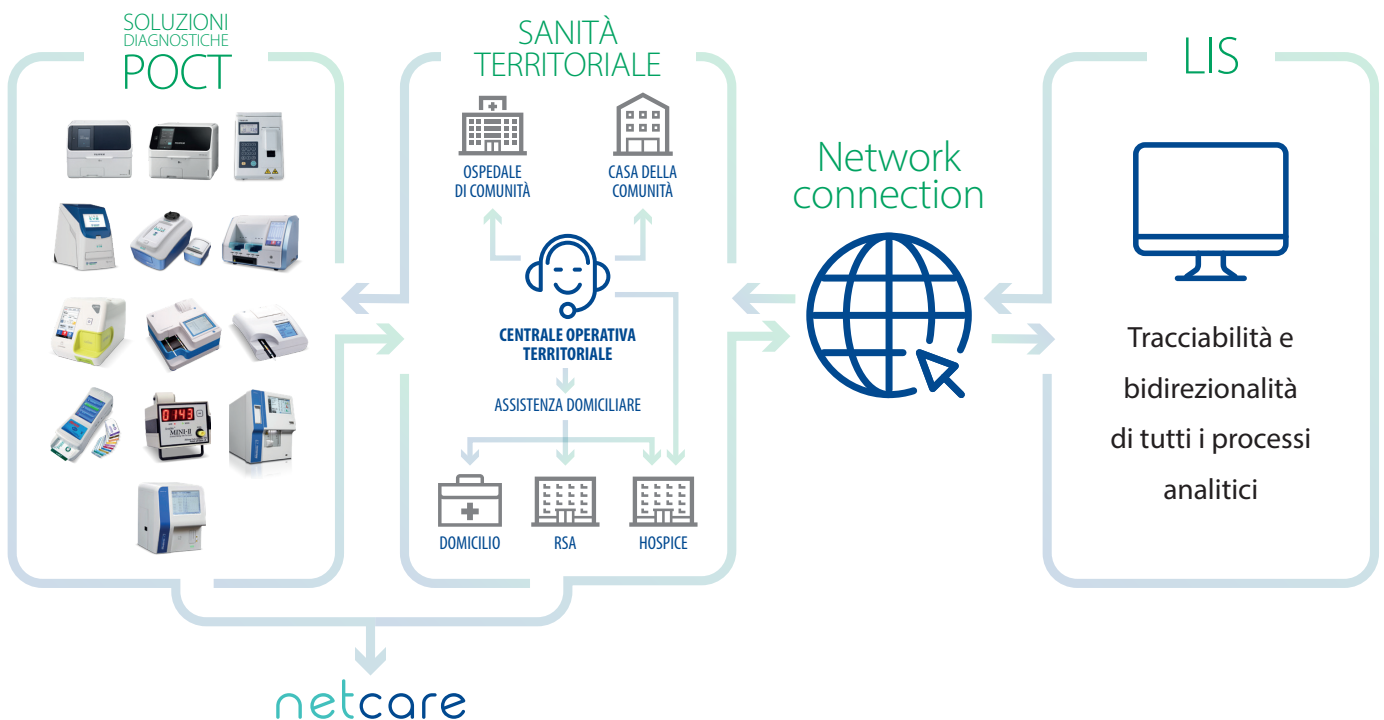 SOLUZIONI
DIAGNOSTICHE
POCT
SANITÀ
TERRITORIALE
OSPEDALE
DI COMUNITÀ
CASA DELLA
COMUNITÀ
CENTRALE OPERATIVA
TERRITORIALE
ASSISTENZA DOMICILIARE
DOMICILIO
RSA
HOSPICE
Network
connection
LIS
Tracciabilità e
bidirezionalità
di tutti i processi
analitici
0143
MINI-II
netcare